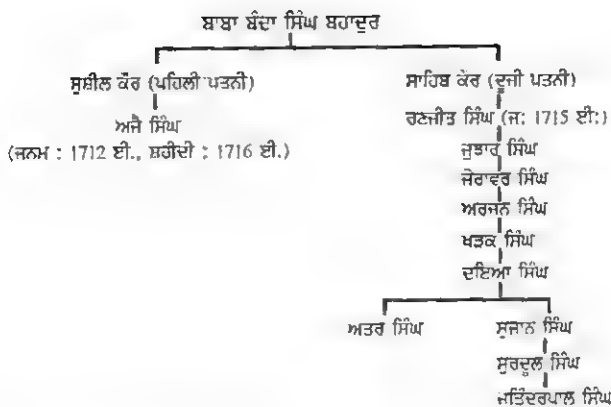 ਬਾਬਾ ਬੰਦਾ ਸਿੰਘ ਬਹਾਦੁਰ
ਸੁਸ਼ੀਲ ਕੌਰ (ਪਹਿਲੀ ਪਤਨੀ)
ਅਜੈ ਸਿੰਘ
(ਜਨਮ : 1712 ਈ., ਸ਼ਹੀਦੀ : 1716 ਈ.)
ਸਾਹਿਬ ਕੌਰ (ਦੂਜੀ ਪਤਨੀ)
ਰਣਜੀਤ ਸਿੰਘ (ਜ: 1715 ਈ:)
ਜੁਝਾਰ ਸਿੰਘ
ਜੋਰਾਵਰ ਸਿੰਘ
ਅਰਜਨ ਸਿੰਘ
ਖੜਕ ਸਿੰਘ
ਦਇਆ ਸਿੰਘ
ਅਤਰ ਸਿੰਘ
ਸੁਜਾਨ ਸਿੰਘ
ਸੁਰਦੂਲ ਸਿੰਘ
ਜਤਿੰਦਰਪਾਲ ਸਿੰਘ